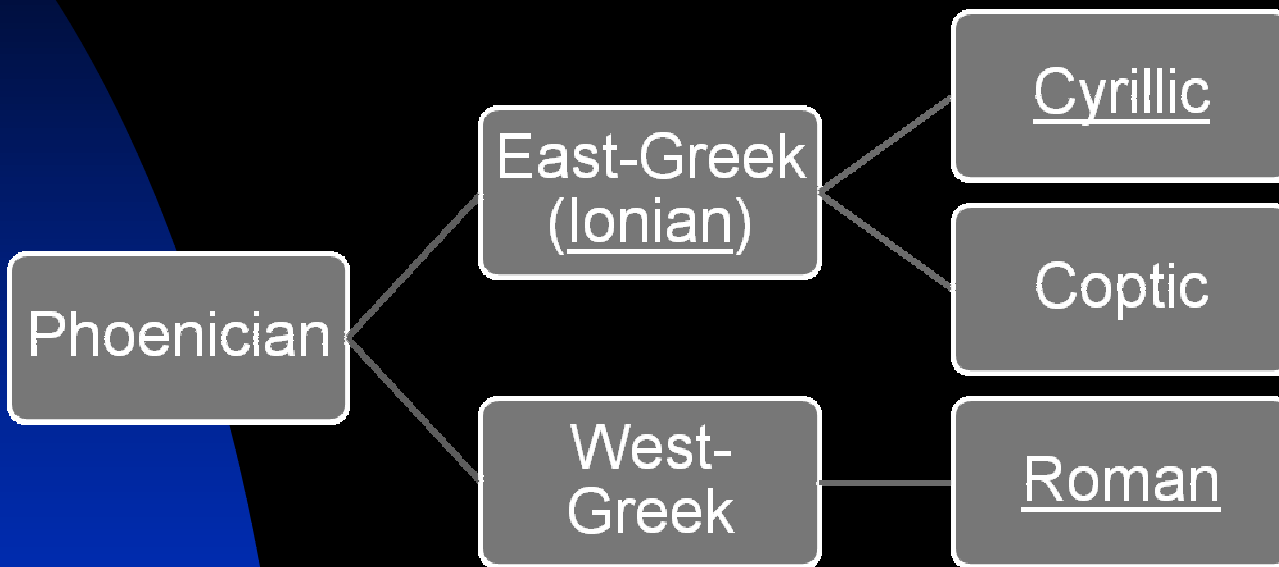 Phoenician
East-Greek
(Ionian)
West-
Greek
Cyrillic
Coptic
Roman